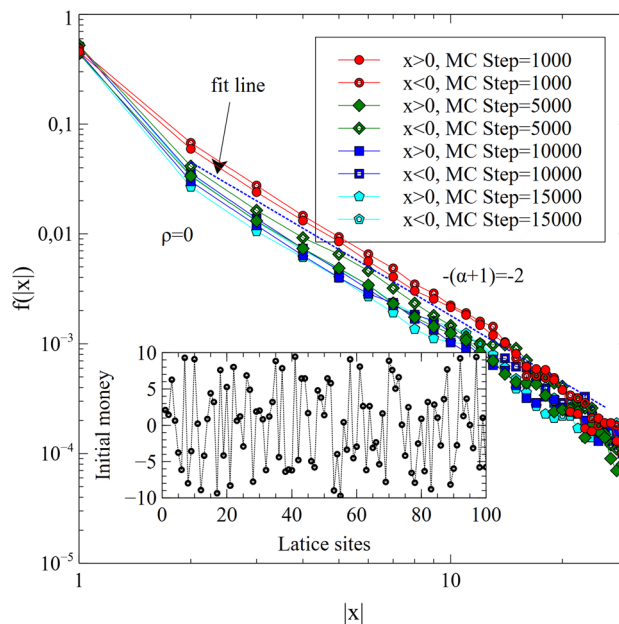 1
0.1
0,01
10⁻³
10⁻⁴
10⁻⁵
f(|x|)
fit line
ρ=0
-(α+1)=-2
x>0, MC Step=1000
x<0, MC Step=1000
x>0, MC Step=5000
x<0, MC Step=5000
x>0, MC Step=10000
x<0, MC Step=10000
x>0, MC Step=15000
x<0, MC Step=15000
10
5
0
−5
−10
Initial money
0 20 40 60 80 100
Latice sites
1 10
|x|